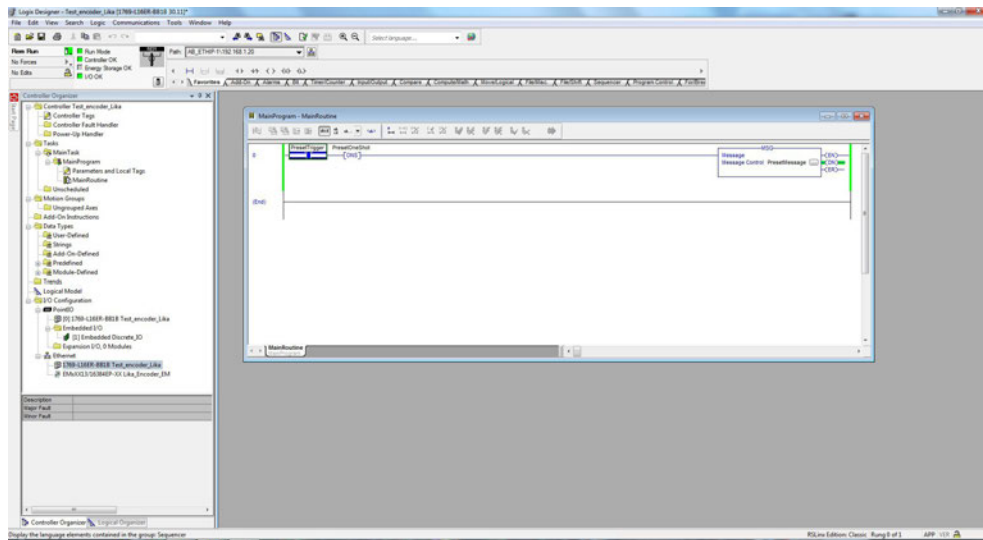 Logix Designer - Test_encoder_Lika [1769-L16ER-BB1B 30.11]*
File Edit View Search Logic Communications Tools Window Help
Select language...
Rem Run
Run Mode
Path: AB_ETHIP-1\192.168.1.20
No Forces
Controller OK
Energy Storage OK
No Edits
I/O OK
Favorites Add-On Alarms Bit Timer/Counter Input/Output Compare Compute/Math Move/Logical File/Misc. File/Shift Sequencer Program Control
Start Page
Controller Organizer
Controller Test_encoder_Lika
Controller Tags
Controller Fault Handler
Power-Up Handler
Tasks
MainTask
MainProgram
Parameters and Local Tags
MainRoutine
Unscheduled
Motion Groups
Ungrouped Axes
Add-On Instructions
Data Types
User-Defined
Strings
Add-On-Defined
Predefined
Module-Defined
Trends
Logical Model
I/O Configuration
PointIO
[0] 1769-L16ER-BB1B Test_encoder_Lika
Embedded I/O
[1] Embedded Discrete_IO
Expansion I/O, 0 Modules
Ethernet
1769-L16ER-BB1B Test_encoder_Lika
EMxXX13/16384EP-XX Lika_Encoder_EM
Description
Major Fault
Minor Fault
Controller Organizer Logical Organizer
MainProgram - MainRoutine
PresetTrigger PresetOneShot
0
ONS
MSG
Message
Message Control PresetMessage ...
EN
DN
ER
(End)
MainRoutine
Display the language elements contained in the group: Sequencer
RSLinx Edition: Classic Rung 0 of 1 APP VER